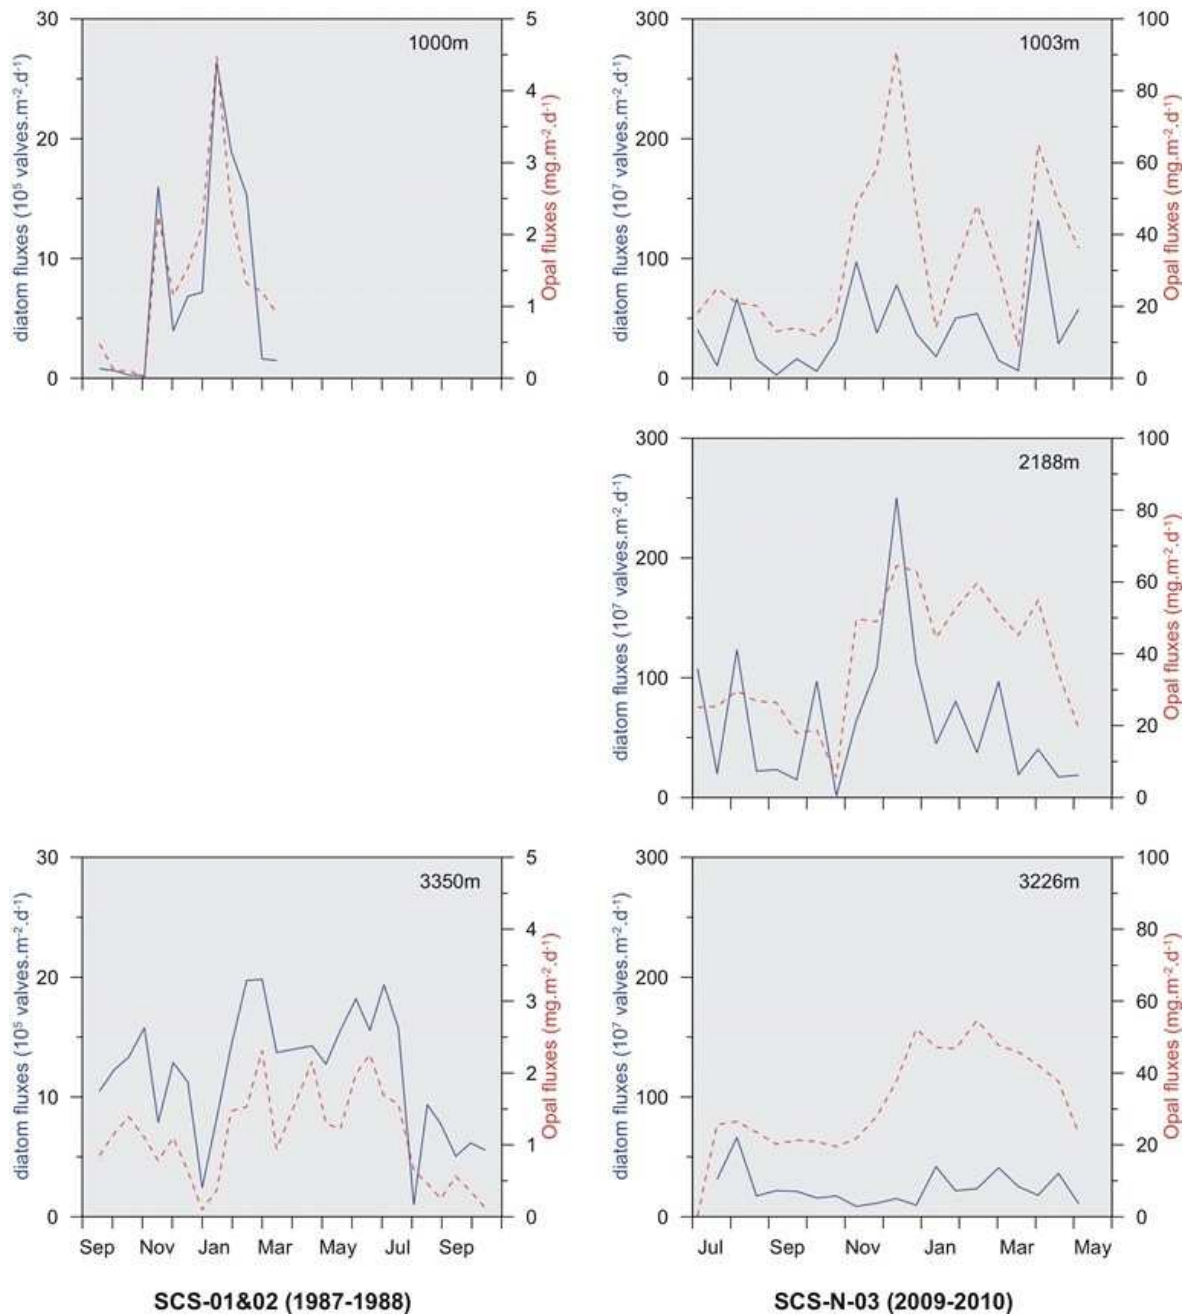 30
20
10
0
diatom fluxes (10⁵ valves.m⁻².d⁻¹)
1000m
5
4
3
2
1
0
Opal fluxes (mg.m⁻².d⁻¹)
300
200
100
0
diatom fluxes (10⁷ valves.m⁻².d⁻¹)
1003m
100
80
60
40
20
0
Opal fluxes (mg.m⁻².d⁻¹)
300
200
100
0
diatom fluxes (10⁷ valves.m⁻².d⁻¹)
2188m
100
80
60
40
20
0
Opal fluxes (mg.m⁻².d⁻¹)
30
20
10
0
diatom fluxes (10⁵ valves.m⁻².d⁻¹)
3350m
5
4
3
2
1
0
Opal fluxes (mg.m⁻².d⁻¹)
Sep Nov Jan Mar May Jul Sep
SCS-01&02 (1987-1988)
300
200
100
0
diatom fluxes (10⁷ valves.m⁻².d⁻¹)
3226m
100
80
60
40
20
0
Opal fluxes (mg.m⁻².d⁻¹)
Jul Sep Nov Jan Mar May
SCS-N-03 (2009-2010)